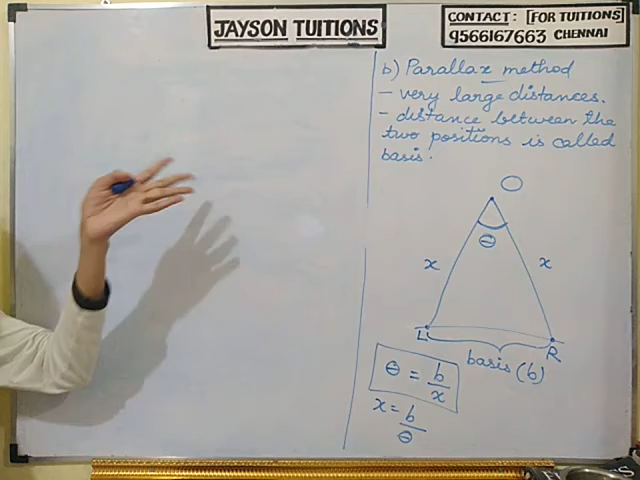 JAYSON TUITIONS
CONTACT: [FOR TUITIONS]
9566167663 CHENNAI
b) Parallax method
- very large distances.
- distance between the
two positions is called
basis.
O
θ
x
x
L
R
basis (b)
θ = b/x
x = b/θ